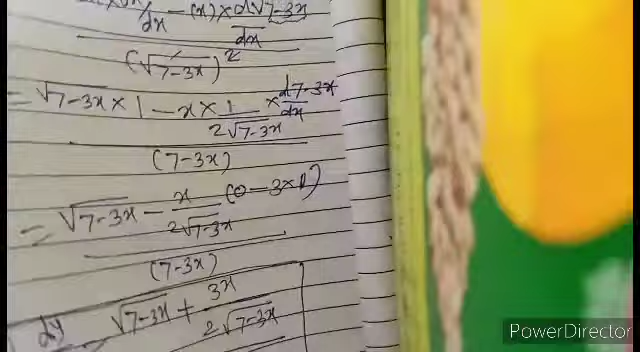 dx - (x) × d√7-3x
dx
(√7-3x)²
= √7-3x × 1 - x × 1/2√7-3x × d7-3x/dx
(7-3x)
= √7-3x - x/2√7-3x (0-3×1)
(7-3x)
dy √7-3x + 3x/2√7-3x
PowerDirector